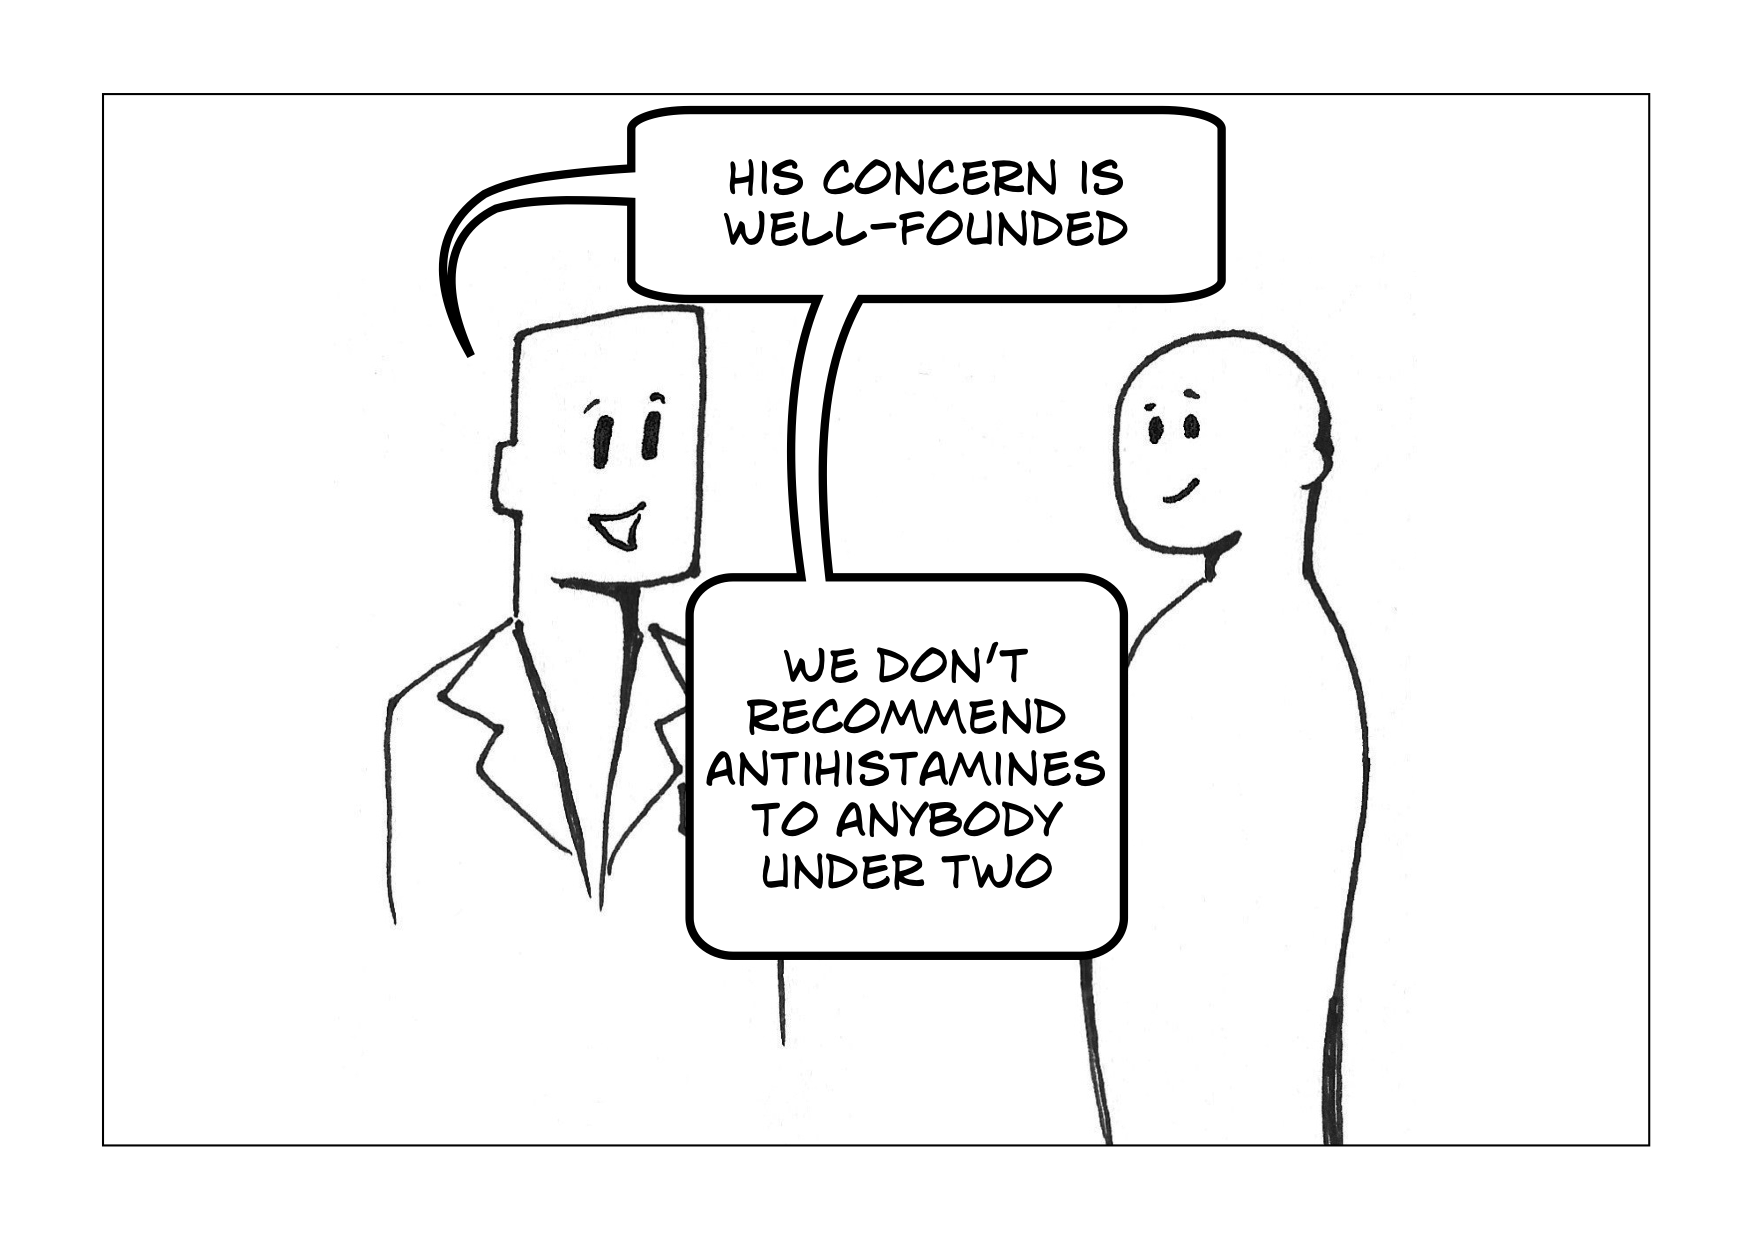 HIS CONCERN IS
WELL-FOUNDED
WE DON'T
RECOMMEND
ANTIHISTAMINES
TO ANYBODY
UNDER TWO